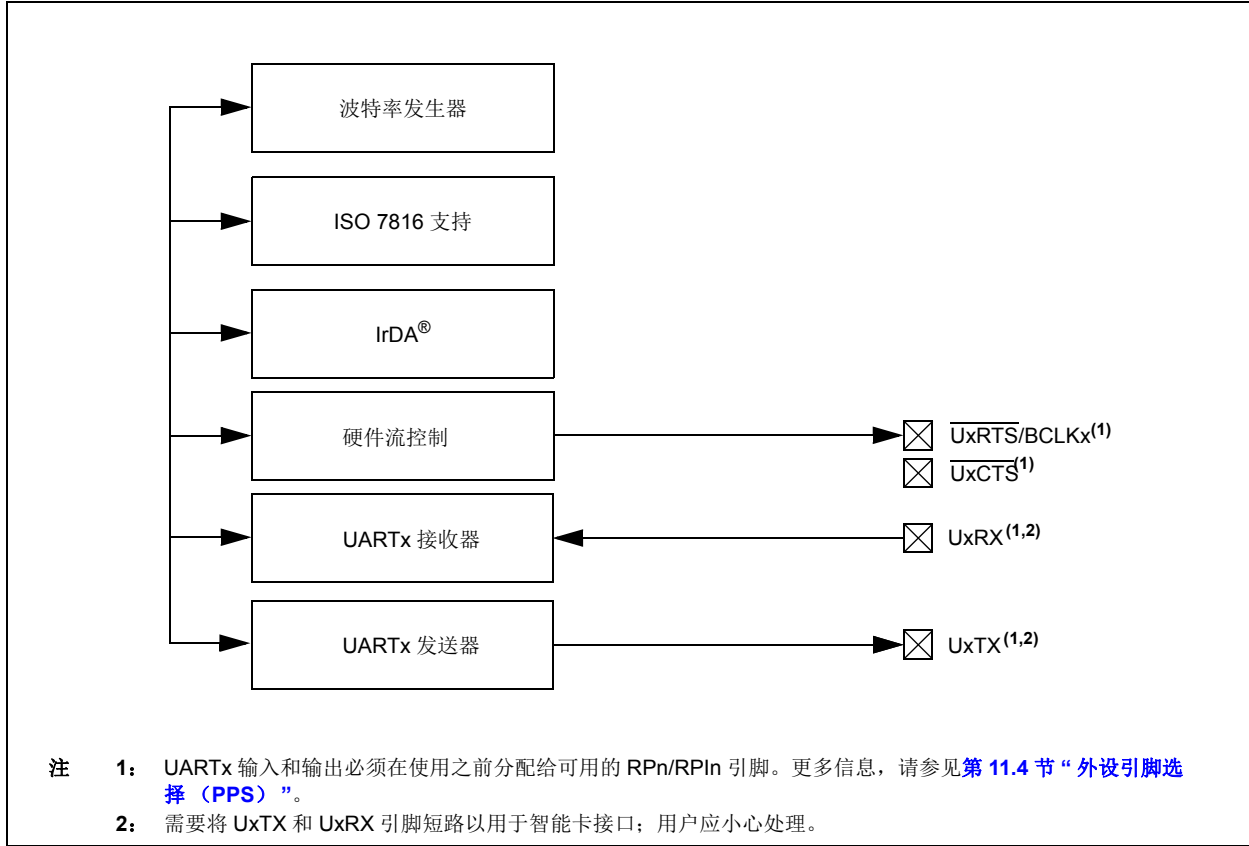 波特率发生器
ISO 7816 支持
IrDA®
硬件流控制
UxRTS/BCLKx(1)
UxCTS(1)
UARTx 接收器
UxRX(1,2)
UARTx 发送器
UxTX(1,2)
注 1: UARTx 输入和输出必须在使用之前分配给可用的 RPn/RPIn 引脚。更多信息，请参见第 11.4 节“ 外设引脚选
择 （PPS） ”。
2: 需要将 UxTX 和 UxRX 引脚短路以用于智能卡接口；用户应小心处理。